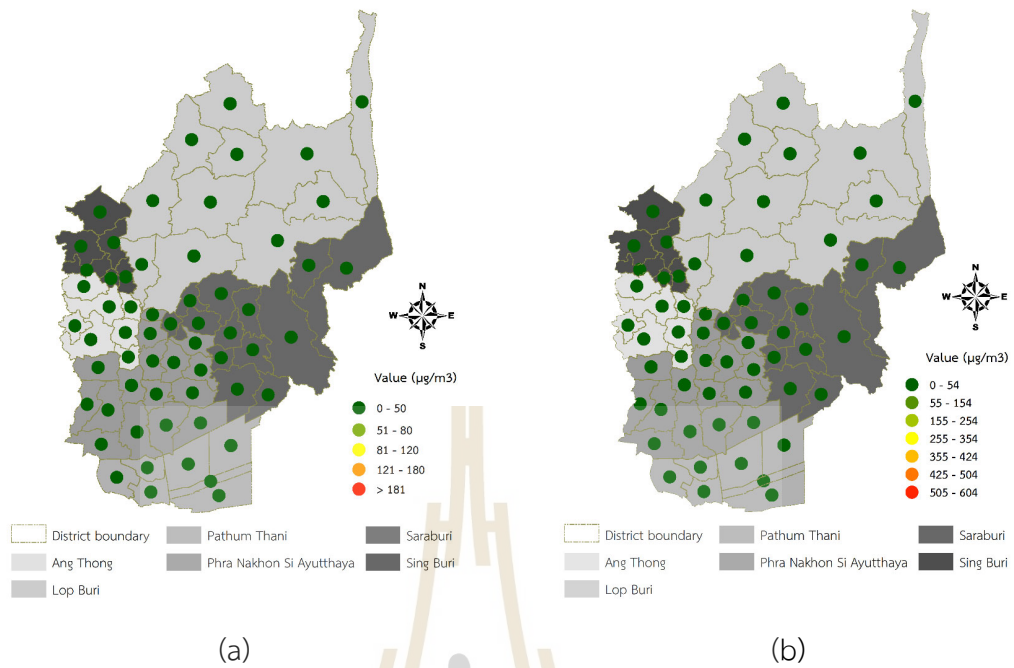 N
W E
S
Value (µg/m3)
0 - 50
51 - 80
81 - 120
121 - 180
> 181
District boundary
Pathum Thani
Saraburi
Ang Thong
Phra Nakhon Si Ayutthaya
Sing Buri
Lop Buri
(a)
N
W E
S
Value (µg/m3)
0 - 54
55 - 154
155 - 254
255 - 354
355 - 424
425 - 504
505 - 604
District boundary
Pathum Thani
Saraburi
Ang Thong
Phra Nakhon Si Ayutthaya
Sing Buri
Lop Buri
(b)